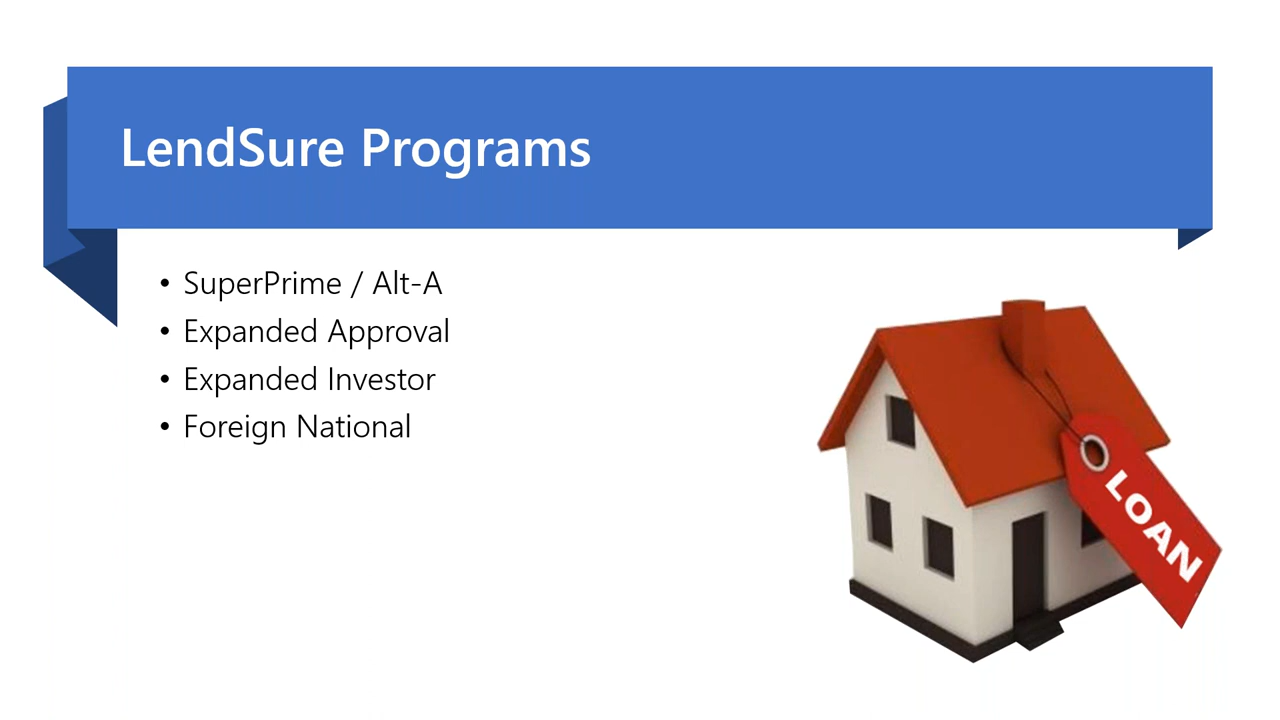 LendSure Programs
• SuperPrime / Alt-A
• Expanded Approval
• Expanded Investor
• Foreign National
LOAN